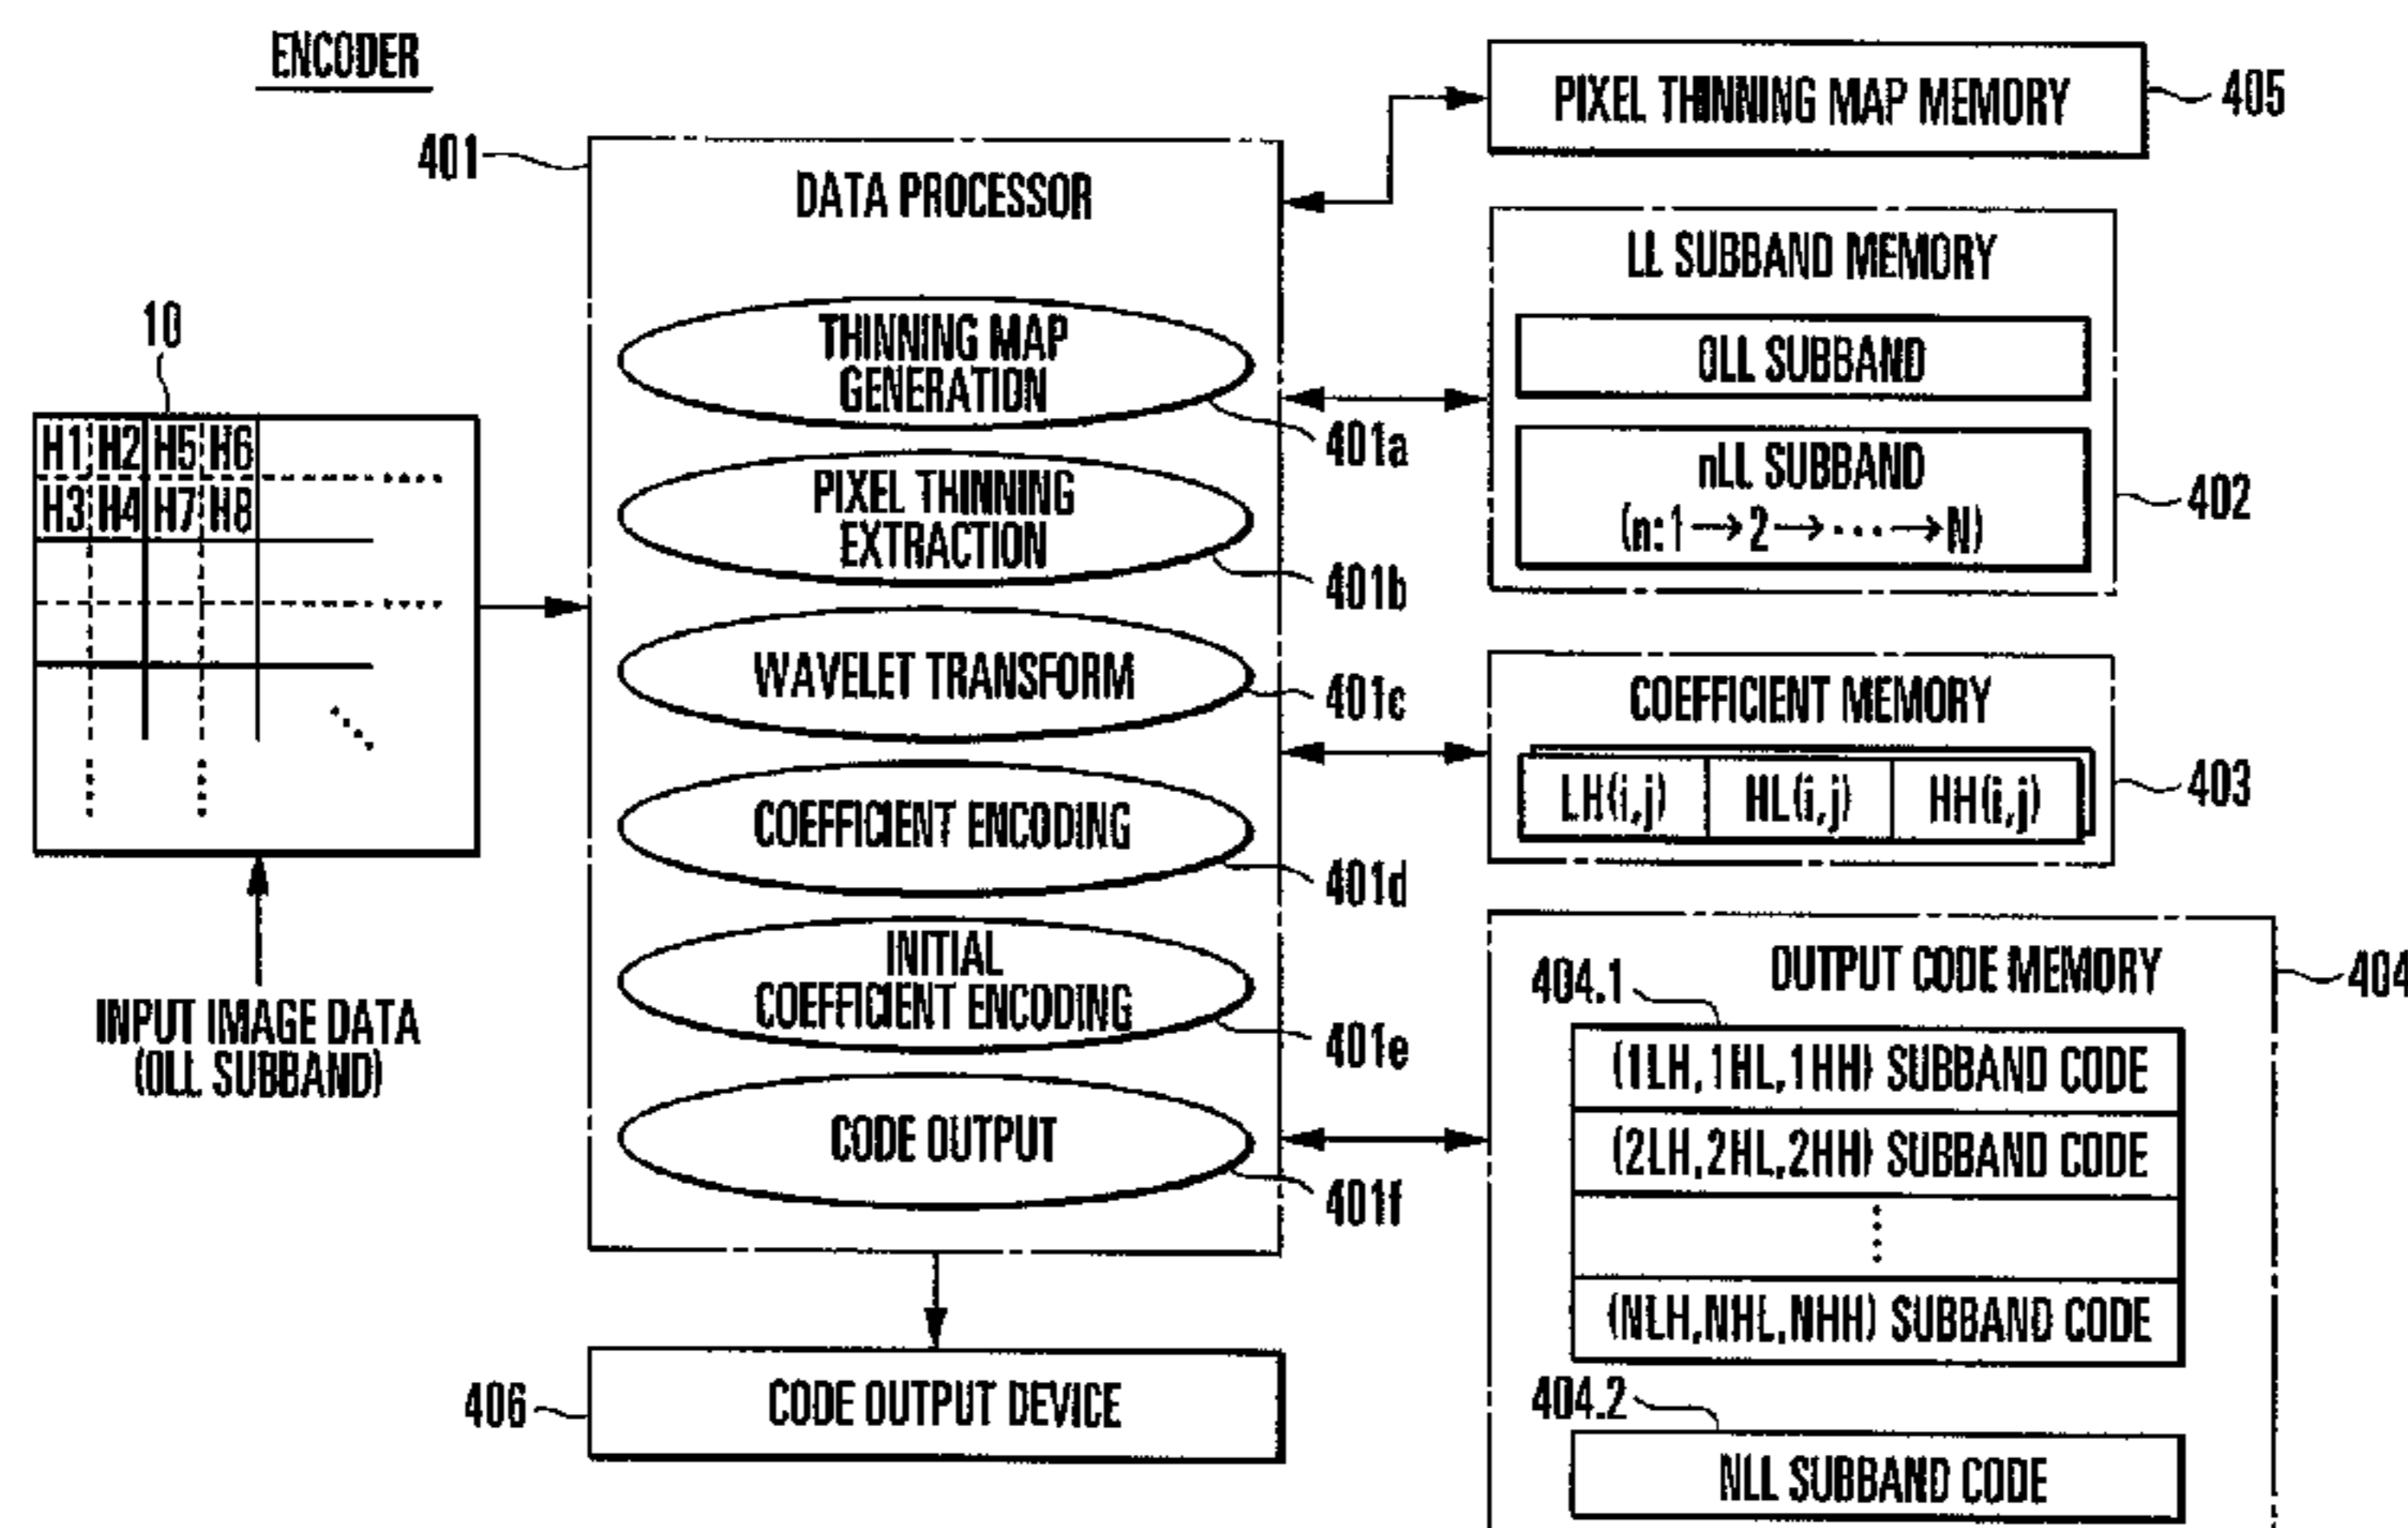 ENCODER
10
H1 H2 H5 H6
H3 H4 H7 H8
INPUT IMAGE DATA
(0LL SUBBAND)
401
DATA PROCESSOR
THINNING MAP
GENERATION
401a
PIXEL THINNING
EXTRACTION
401b
WAVELET TRANSFORM
401c
COEFFICIENT ENCODING
401d
INITIAL
COEFFICIENT ENCODING
401e
CODE OUTPUT
401f
406
CODE OUTPUT DEVICE
PIXEL THINNING MAP MEMORY
405
LL SUBBAND MEMORY
0LL SUBBAND
nLL SUBBAND
(n:1→2→···→N)
402
COEFFICIENT MEMORY
LH(i,j) HL(i,j) HH(i,j)
403
OUTPUT CODE MEMORY
404
404.1
(1LH,1HL,1HH) SUBBAND CODE
(2LH,2HL,2HH) SUBBAND CODE
(NLH,NHL,NHH) SUBBAND CODE
404.2
NLL SUBBAND CODE